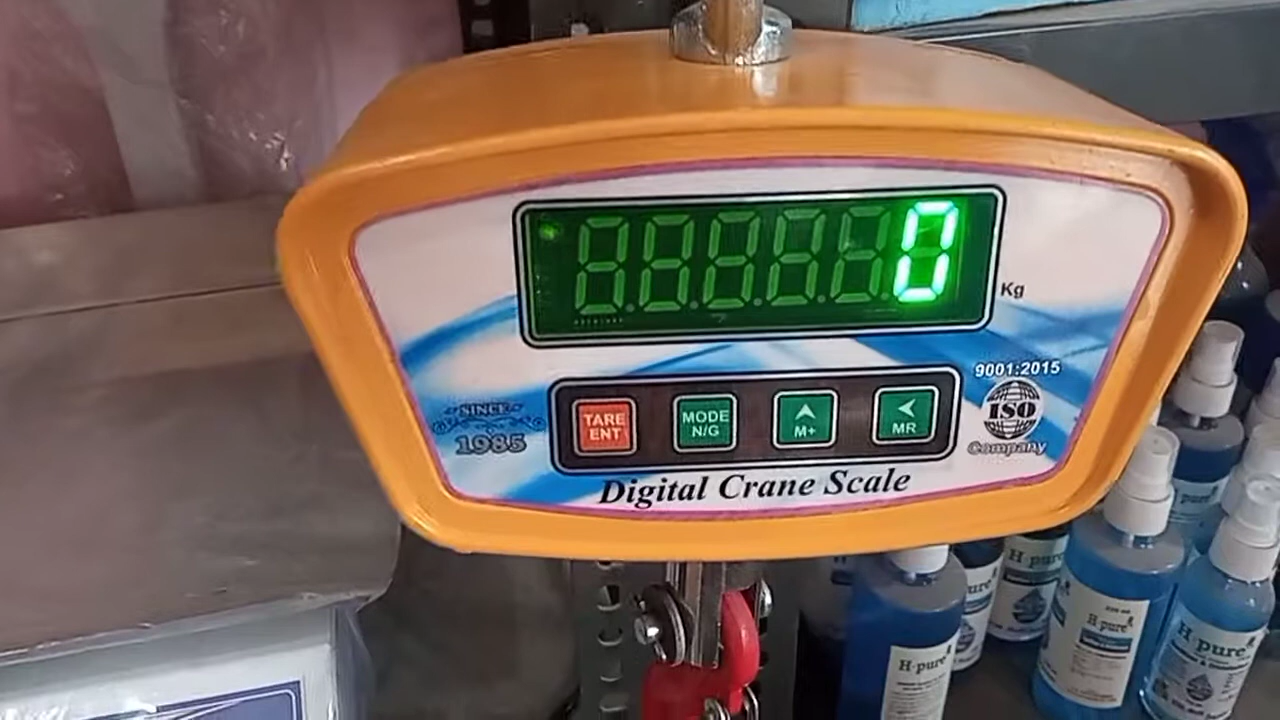 0
Kg
TARE
ENT
MODE
N/G
M+
MR
SINCE
1985
9001:2015
ISO
Company
Digital Crane Scale
H-pure
H-pure
H-pure
H-pure
pure